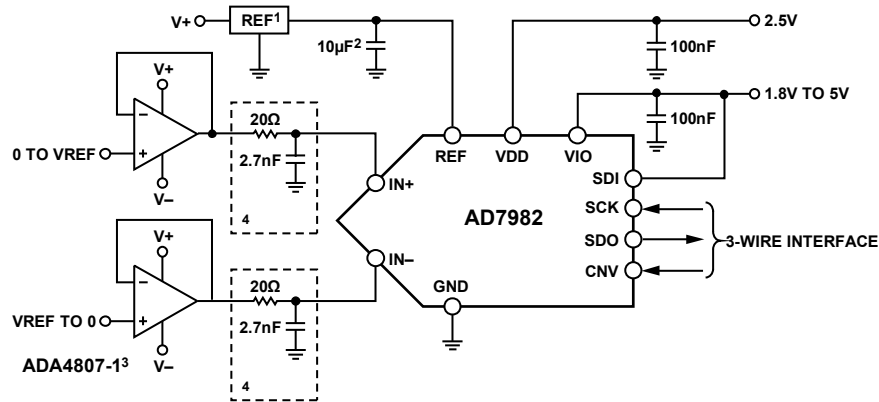 V+ REF1 2.5V
10µF2 100nF
V+ 1.8V TO 5V
20Ω 100nF
− 
0 TO VREF + 2.7nF REF VDD VIO
V− IN+ SDI
4 SCK
AD7982
V+ SDO 3-WIRE INTERFACE
IN− CNV
20Ω GND
−
VREF TO 0 + 2.7nF
ADA4807-13 V−
4